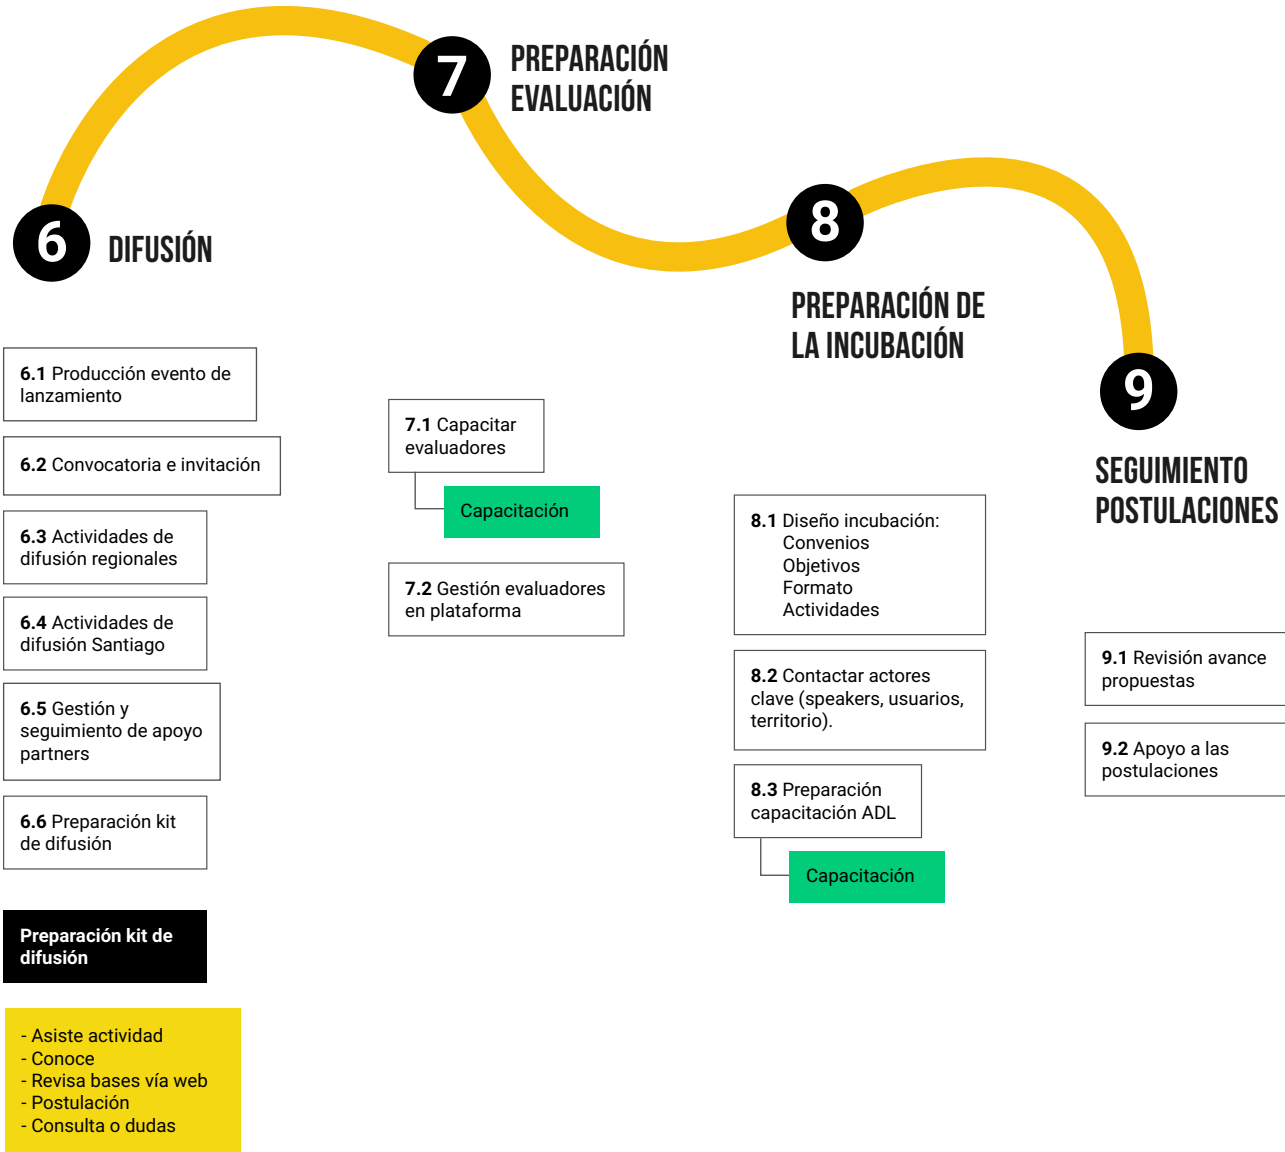 6
DIFUSIÓN
6.1 Producción evento de
lanzamiento
6.2 Convocatoria e invitación
6.3 Actividades de
difusión regionales
6.4 Actividades de
difusión Santiago
6.5 Gestión y
seguimiento de apoyo
partners
6.6 Preparación kit
de difusión
Preparación kit de
difusión
- Asiste actividad
- Conoce
- Revisa bases vía web
- Postulación
- Consulta o dudas
7
PREPARACIÓN
EVALUACIÓN
7.1 Capacitar
evaluadores
Capacitación
7.2 Gestión evaluadores
en plataforma
8
PREPARACIÓN DE
LA INCUBACIÓN
8.1 Diseño incubación:
Convenios
Objetivos
Formato
Actividades
8.2 Contactar actores
clave (speakers, usuarios,
territorio).
8.3 Preparación
capacitación ADL
Capacitación
9
SEGUIMIENTO
POSTULACIONES
9.1 Revisión avance
propuestas
9.2 Apoyo a las
postulaciones